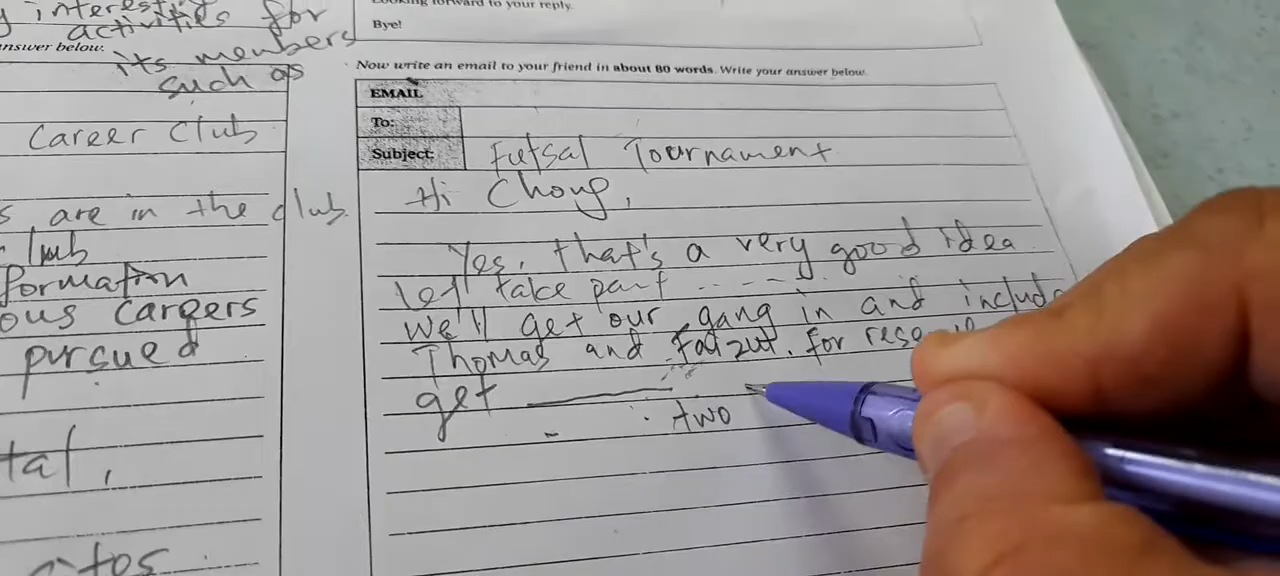 interesting
activities for
its members
such as
answer below.
Career Club
s are in the club.
formation
ous careers
pursued
tal,
Looking forward to your reply.
Bye!
Now write an email to your friend in about 80 words. Write your answer below.
EMAIL
To:
Subject: Futsal Tournament
Hi Chong,
Yes, that's a very good idea
let take part ........
We'll get our gang in and include
Thomas and for
get
two